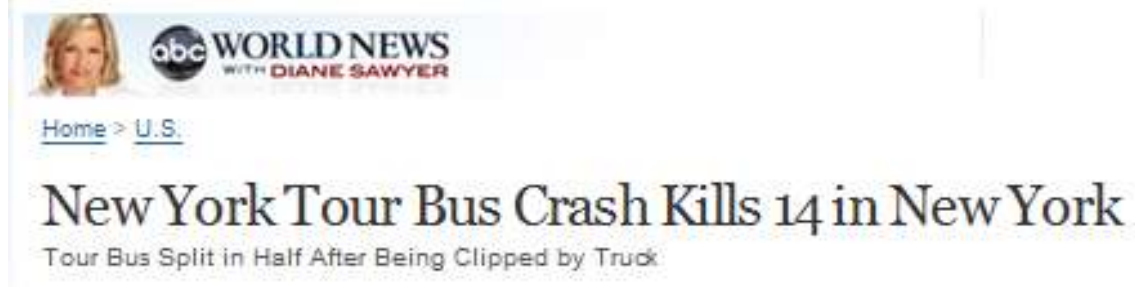 abc WORLD NEWS
WITH DIANE SAWYER
Home > U.S.
New York Tour Bus Crash Kills 14 in New York
Tour Bus Split in Half After Being Clipped by Truck